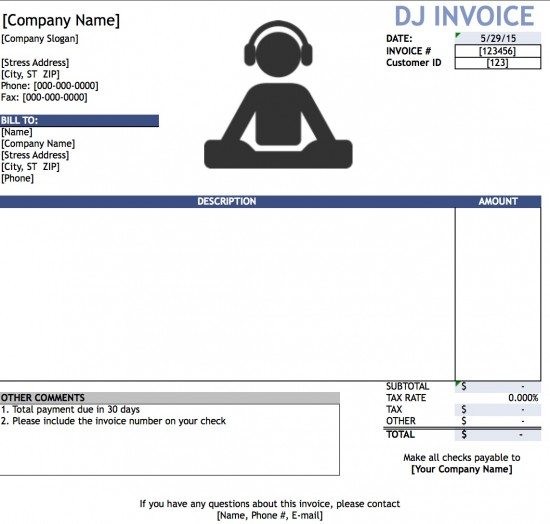 [Company Name]
DJ INVOICE
[Company Slogan]
DATE: 5/29/15
INVOICE # [123456]
Customer ID [123]
[Stress Address]
[City, ST ZIP]
Phone: [000-000-0000]
Fax: [000-000-0000]
BILL TO:
[Name]
[Company Name]
[Stress Address]
[City, ST ZIP]
[Phone]
DESCRIPTION AMOUNT
SUBTOTAL $ -
TAX RATE 0.000%
TAX $ -
OTHER $ -
TOTAL $ -
OTHER COMMENTS
1. Total payment due in 30 days
2. Please include the invoice number on your check
Make all checks payable to
[Your Company Name]
If you have any questions about this invoice, please contact
[Name, Phone #, E-mail]